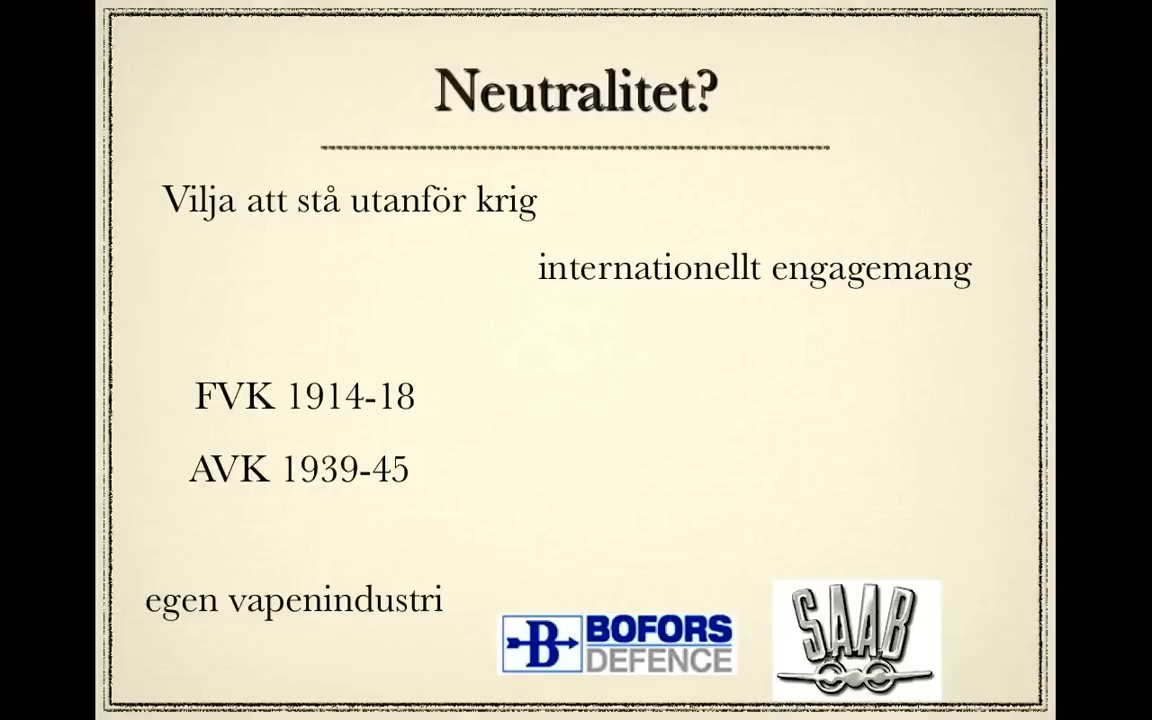 Neutralitet?
Vilja att stå utanför krig
internationellt engagemang
FVK 1914-18
AVK 1939-45
egen vapenindustri
B BOFORS
DEFENCE
SAAB